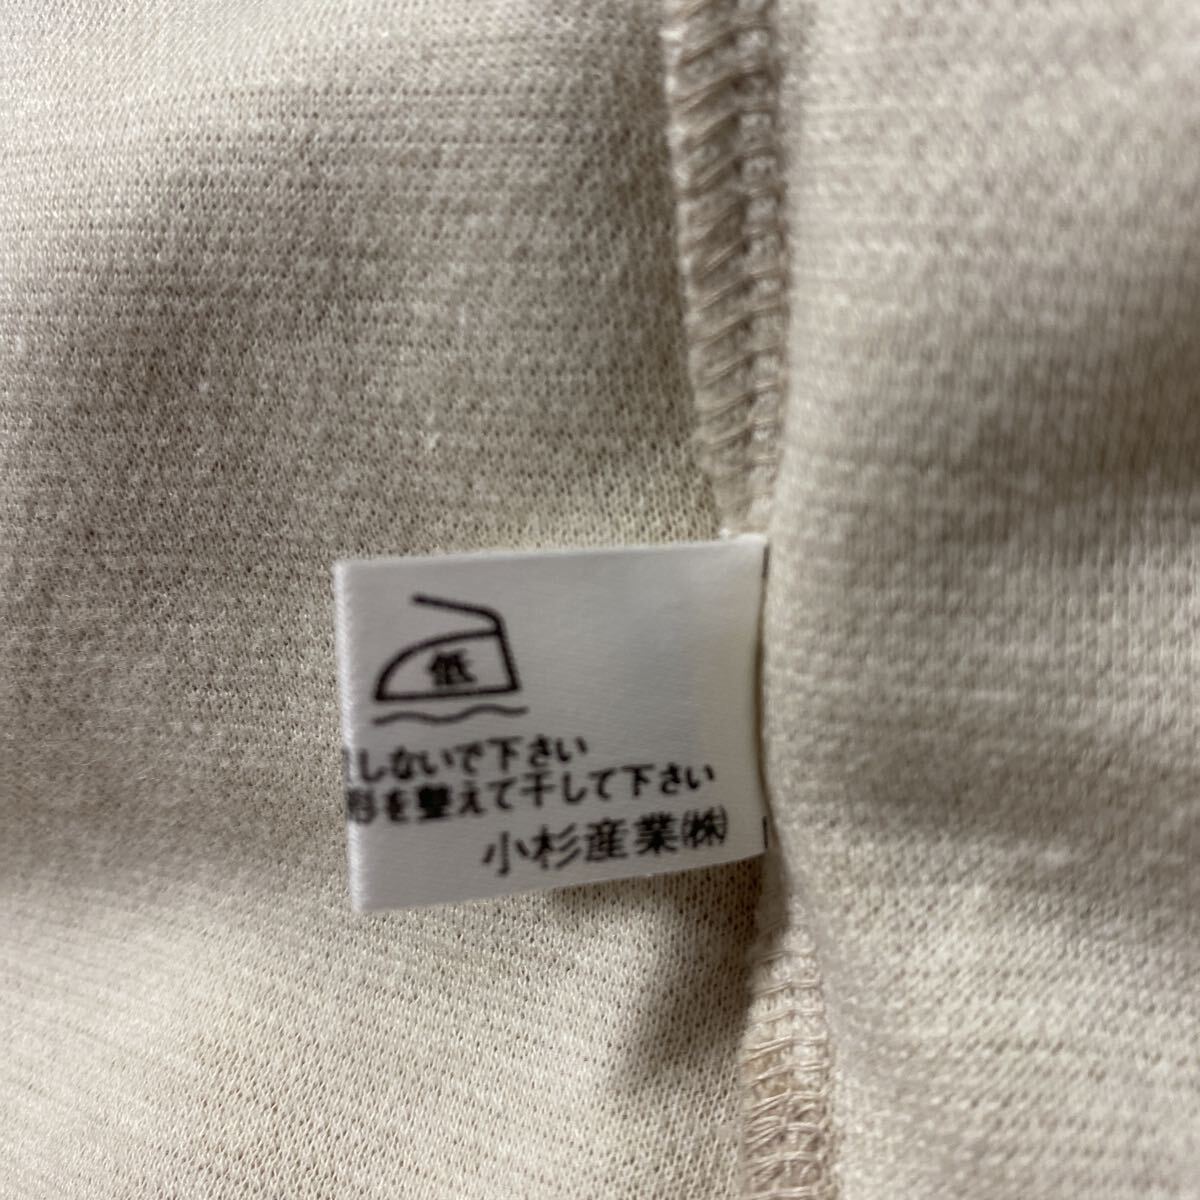 低
しないで下さい
形を整えて干して下さい
小杉産業㈱